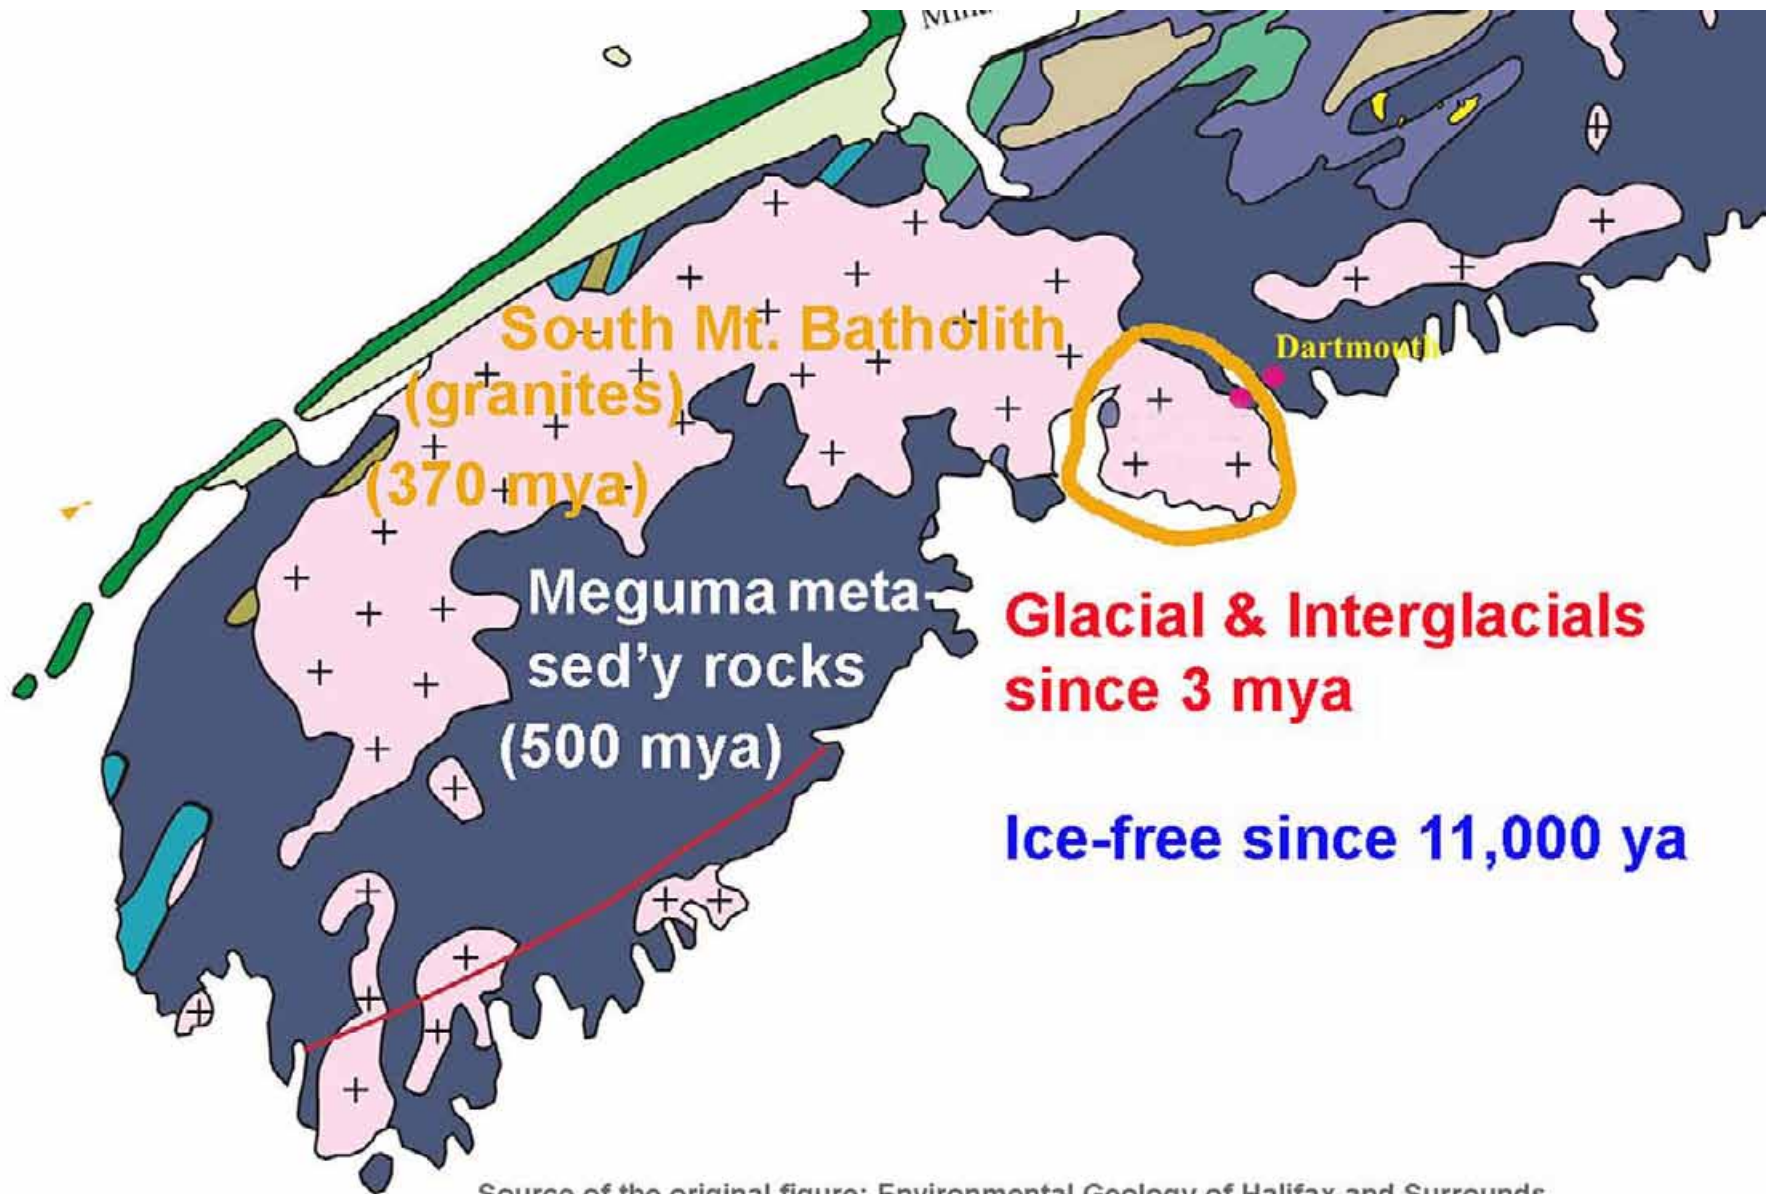 South Mt. Batholith
(granites)
(370 mya)
Dartmouth
Meguma meta-
sed’y rocks
(500 mya)
Glacial & Interglacials
since 3 mya
Ice-free since 11,000 ya
Source of the original figure: Environmental Geology of Halifax and Surrounds